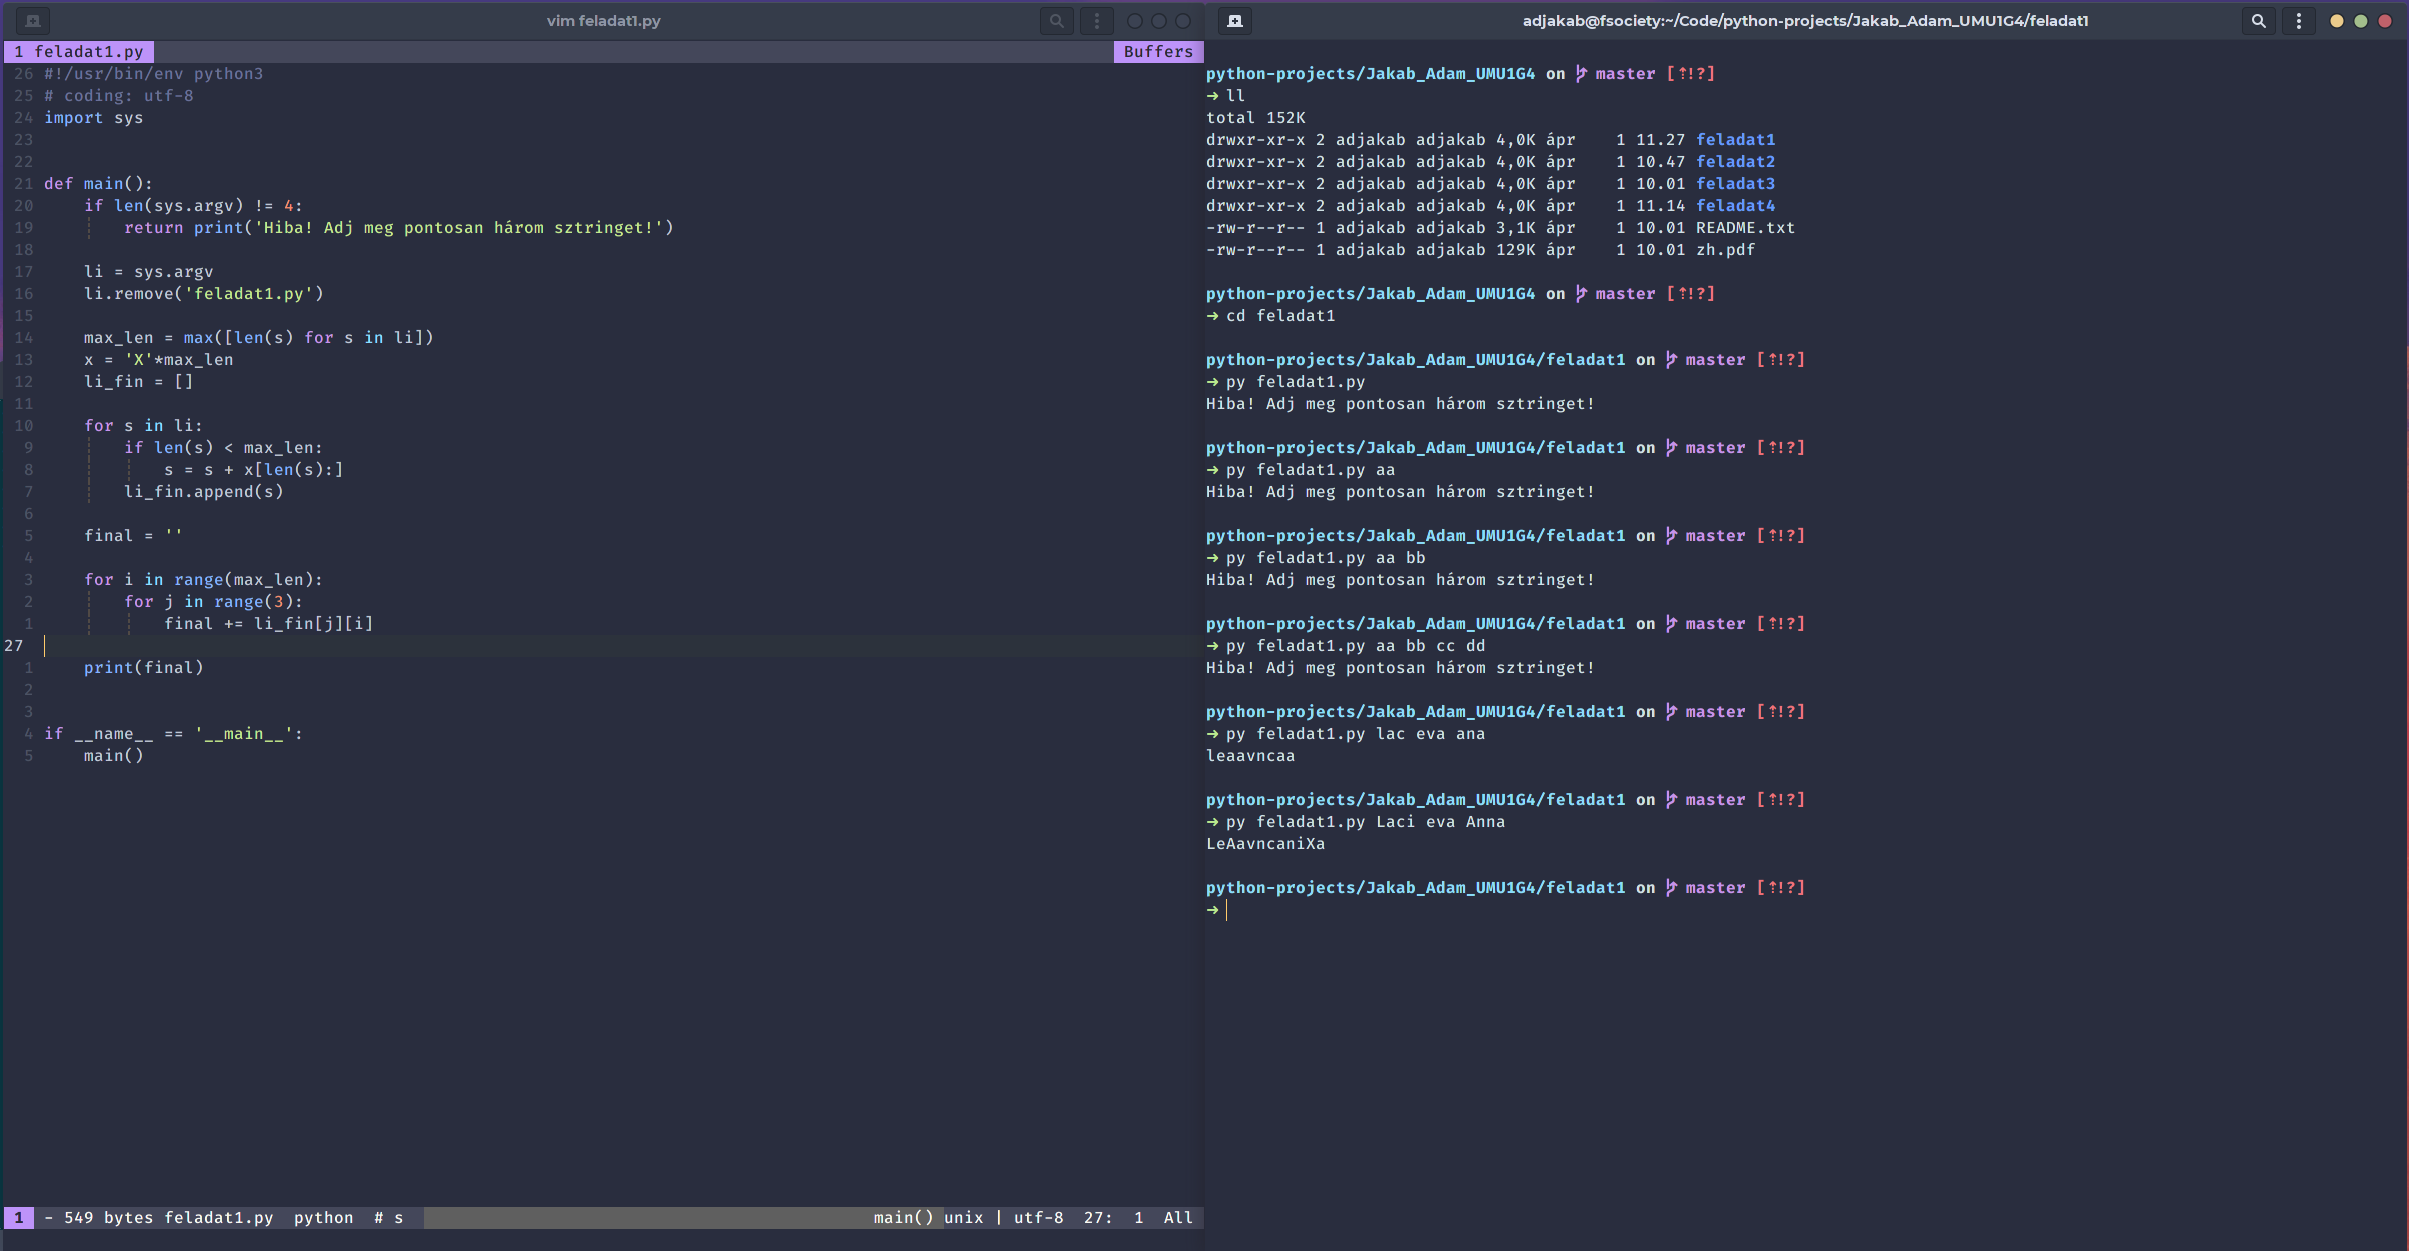 vim feladat1.py
1 feladat1.py
Buffers
26 #!/usr/bin/env python3
25 # coding: utf-8
24 import sys
23
22
21 def main():
20     if len(sys.argv) != 4:
19         return print('Hiba! Adj meg pontosan három sztringet!')
18
17     li = sys.argv
16     li.remove('feladat1.py')
15
14     max_len = max([len(s) for s in li])
13     x = 'X'*max_len
12     li_fin = []
11
10     for s in li:
9         if len(s) < max_len:
8             s = s + x[len(s):]
7         li_fin.append(s)
6
5     final = ''
4
3     for i in range(max_len):
2         for j in range(3):
1             final += li_fin[j][i]
27
1     print(final)
2
3
4 if __name__ == '__main__':
5     main()
1 - 549 bytes feladat1.py python # s main() unix | utf-8 27: 1 All
adjakab@fsociety:~/Code/python-projects/Jakab_Adam_UMU1G4/feladat1
python-projects/Jakab_Adam_UMU1G4 on master [⇡!?]
→ ll
total 152K
drwxr-xr-x 2 adjakab adjakab 4,0K ápr    1 11.27 feladat1
drwxr-xr-x 2 adjakab adjakab 4,0K ápr    1 10.47 feladat2
drwxr-xr-x 2 adjakab adjakab 4,0K ápr    1 10.01 feladat3
drwxr-xr-x 2 adjakab adjakab 4,0K ápr    1 11.14 feladat4
-rw-r--r-- 1 adjakab adjakab 3,1K ápr    1 10.01 README.txt
-rw-r--r-- 1 adjakab adjakab 129K ápr    1 10.01 zh.pdf
python-projects/Jakab_Adam_UMU1G4 on master [⇡!?]
→ cd feladat1
python-projects/Jakab_Adam_UMU1G4/feladat1 on master [⇡!?]
→ py feladat1.py
Hiba! Adj meg pontosan három sztringet!
python-projects/Jakab_Adam_UMU1G4/feladat1 on master [⇡!?]
→ py feladat1.py aa
Hiba! Adj meg pontosan három sztringet!
python-projects/Jakab_Adam_UMU1G4/feladat1 on master [⇡!?]
→ py feladat1.py aa bb
Hiba! Adj meg pontosan három sztringet!
python-projects/Jakab_Adam_UMU1G4/feladat1 on master [⇡!?]
→ py feladat1.py aa bb cc dd
Hiba! Adj meg pontosan három sztringet!
python-projects/Jakab_Adam_UMU1G4/feladat1 on master [⇡!?]
→ py feladat1.py lac eva ana
leaavncaa
python-projects/Jakab_Adam_UMU1G4/feladat1 on master [⇡!?]
→ py feladat1.py Laci eva Anna
LeAavncaniXa
python-projects/Jakab_Adam_UMU1G4/feladat1 on master [⇡!?]
→